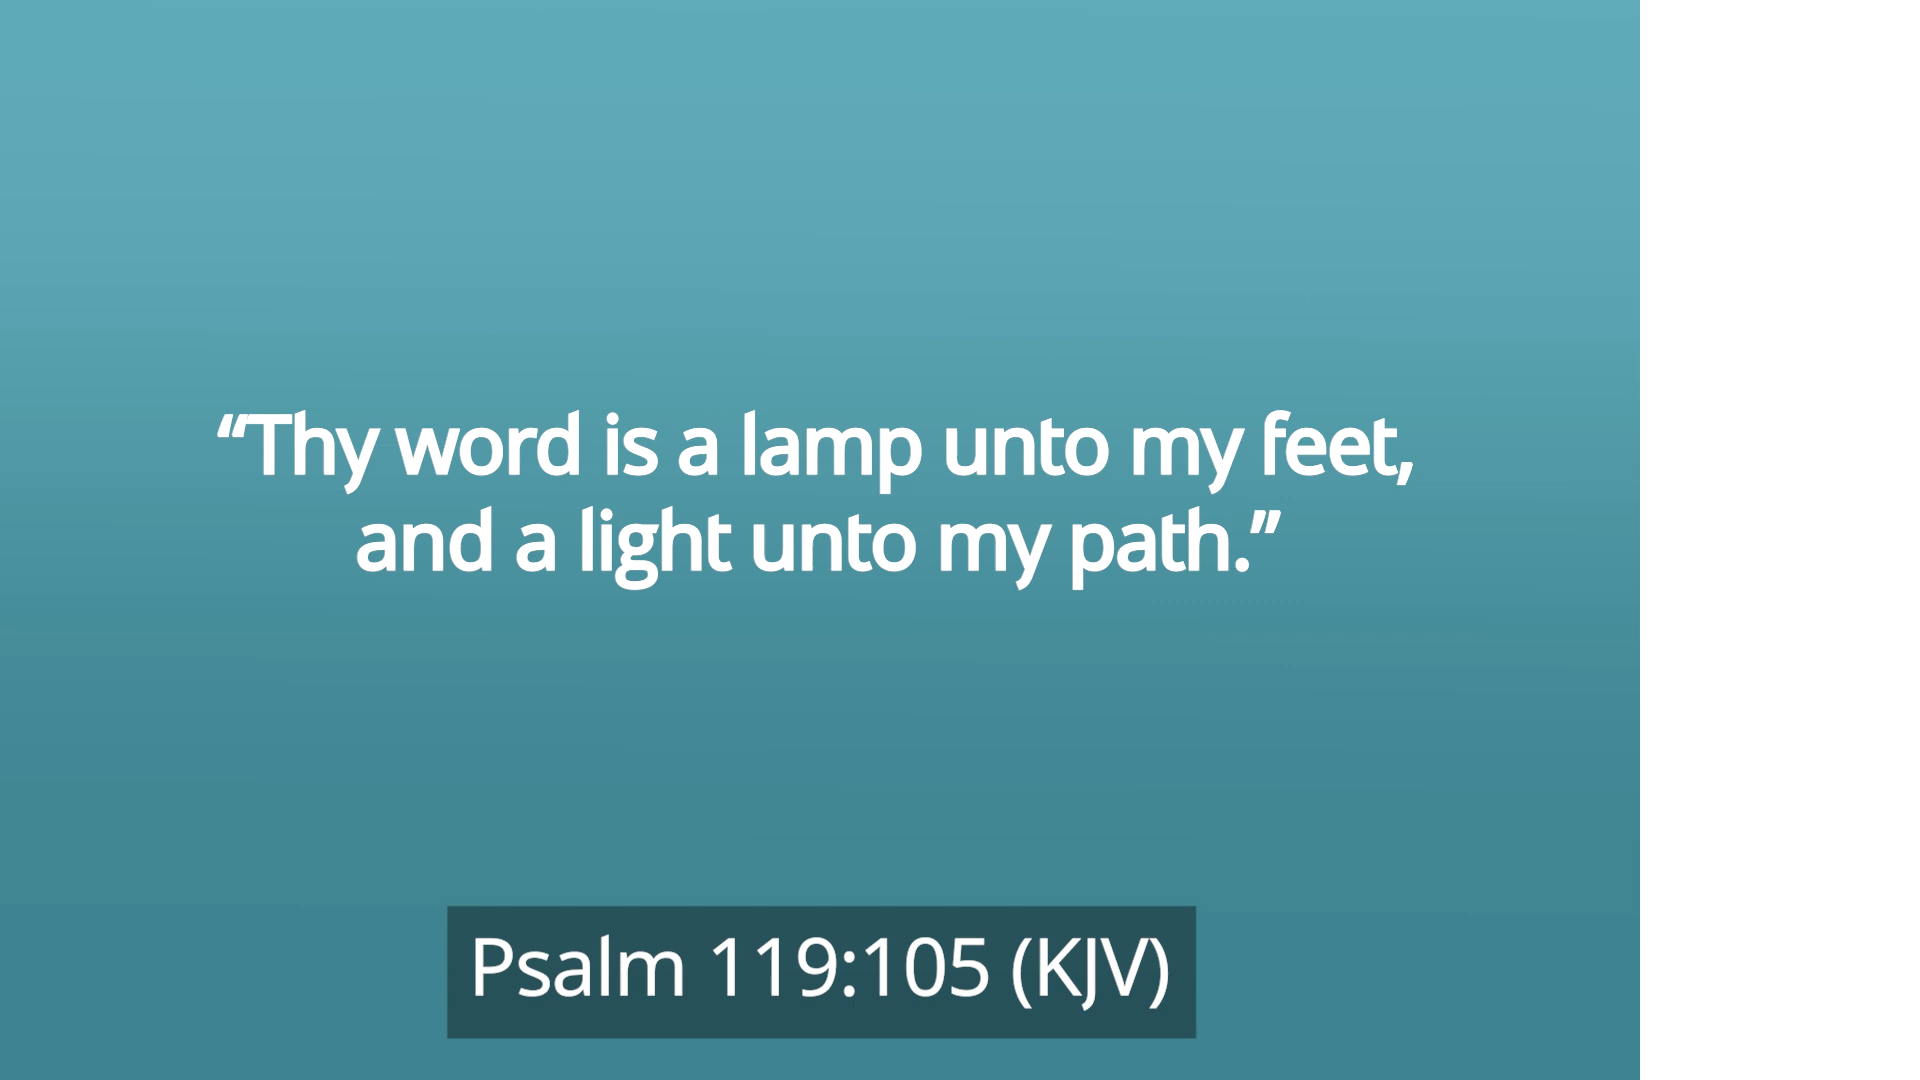 “Thy word is a lamp unto my feet,
and a light unto my path.”
Psalm 119:105 (KJV)